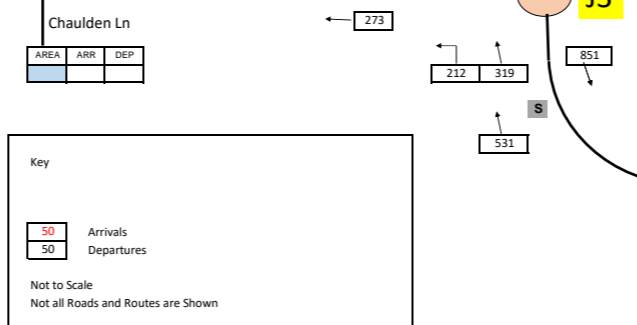 J5
Chaulden Ln
273
AREA ARR DEP
212 319
851
S
531
Key
50 Arrivals
50 Departures
Not to Scale
Not all Roads and Routes are Shown